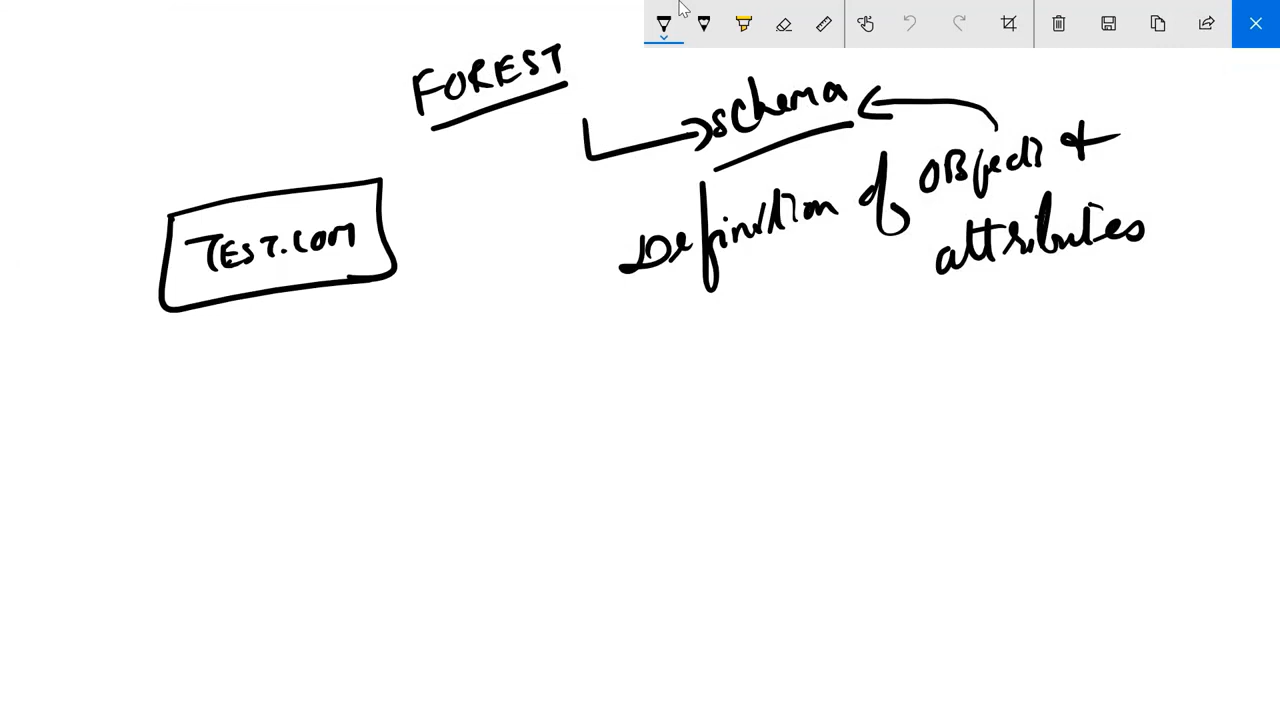 FOREST
schema
Definition of objects &
attributes
TEST.COM